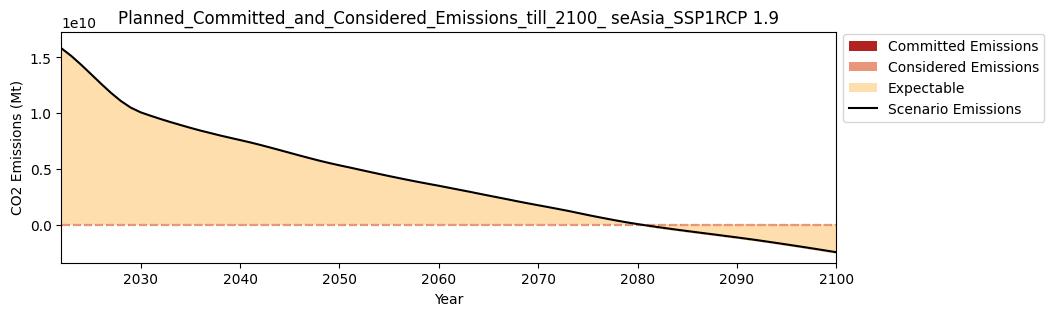 Planned_Committed_and_Considered_Emissions_till_2100_ seAsia_SSP1RCP 1.9
1e10
Committed Emissions
Considered Emissions
Expectable
Scenario Emissions
CO2 Emissions (Mt)
1.5
1.0
0.5
0.0
2030 2040 2050 2060 2070 2080 2090 2100
Year